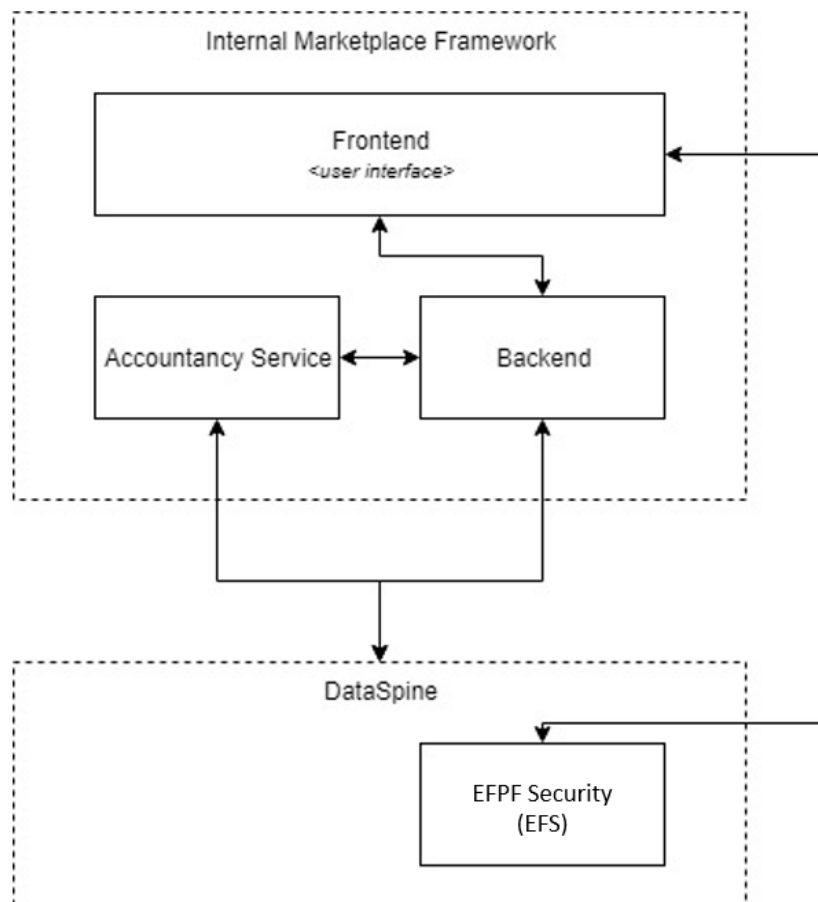 Internal Marketplace Framework
Frontend
<user interface>
Accountancy Service
Backend
DataSpine
EFPF Security
(EFS)